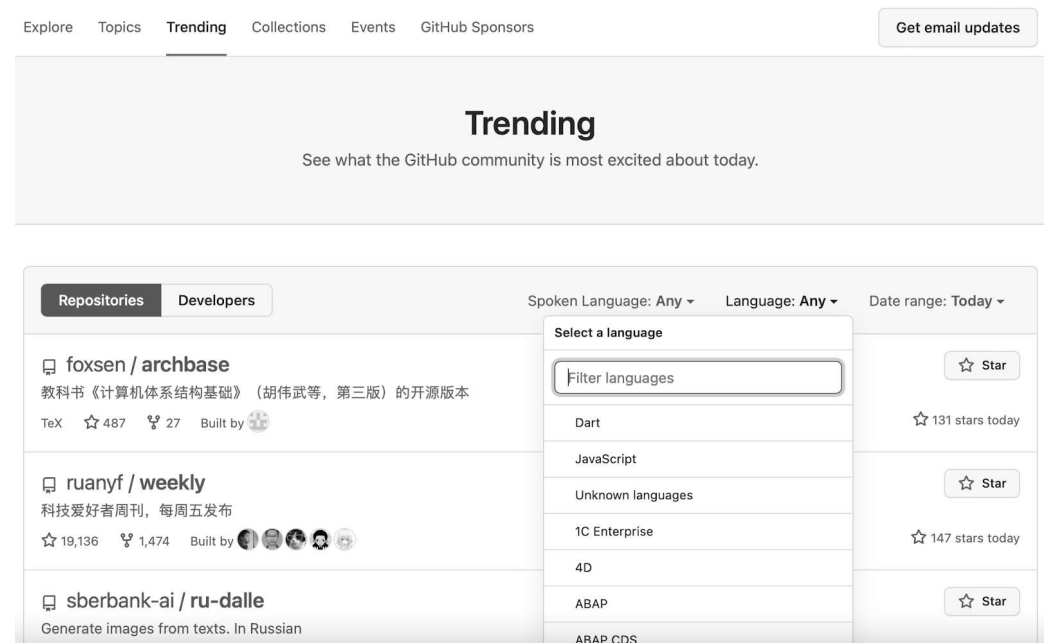 Explore Topics Trending Collections Events GitHub Sponsors Get email updates
Trending
See what the GitHub community is most excited about today.
Repositories Developers Spoken Language: Any Language: Any Date range: Today
Select a language
Filter languages
Dart
JavaScript
Unknown languages
1C Enterprise
4D
ABAP
ABAP CDS
foxsen / archbase Star
教科书《计算机体系结构基础》（胡伟武等，第三版）的开源版本
TeX 487 27 Built by 131 stars today
ruanyf / weekly Star
科技爱好者周刊，每周五发布
19,136 1,474 Built by 147 stars today
sberbank-ai / ru-dalle Star
Generate images from texts. In Russian